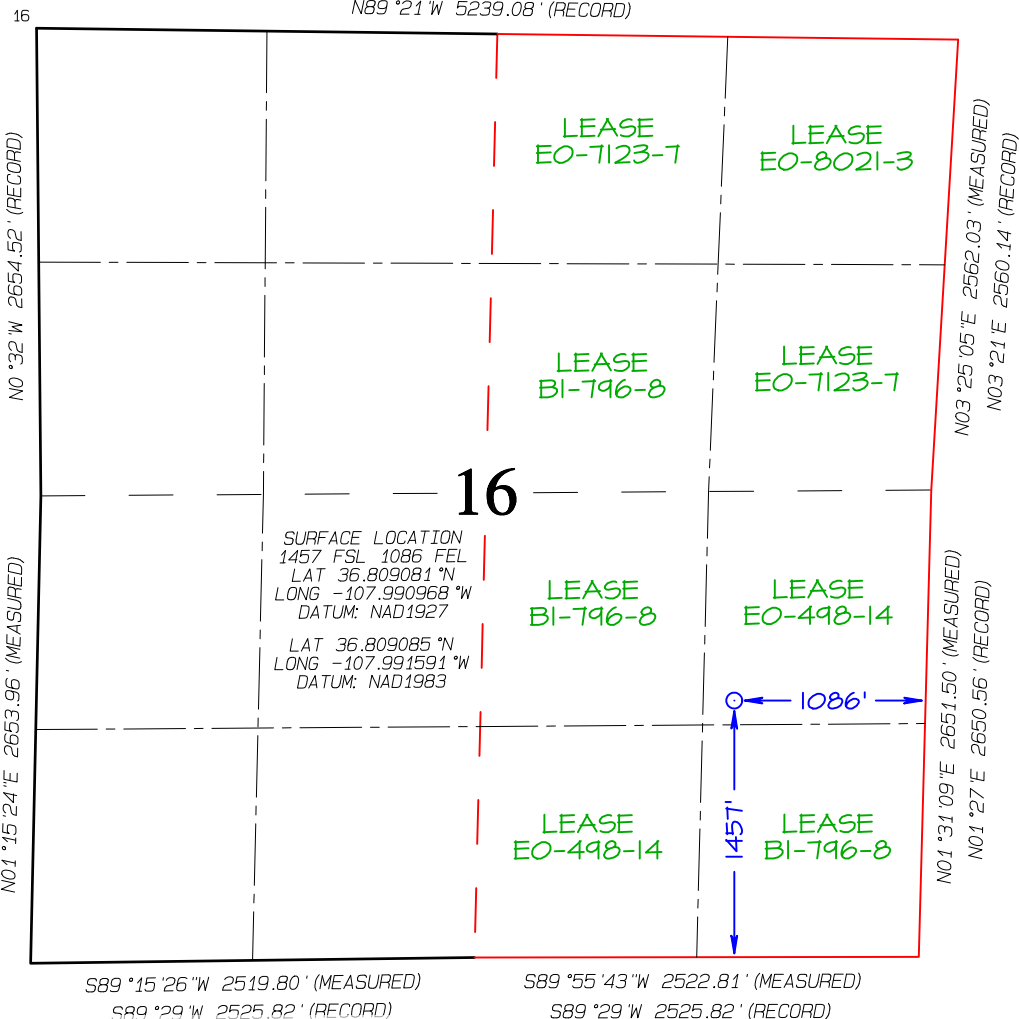 N89°21'W 5239.08' (RECORD)
16
LEASE
EO-7123-7
LEASE
EO-8021-3
N0°32'W 2654.52' (RECORD)
N03°25'05"E 2562.03' (MEASURED)
N03°21'E 2560.14' (RECORD)
LEASE
B1-796-8
LEASE
EO-7123-7
16
SURFACE LOCATION
1457 FSL 1086 FEL
LAT 36.809081°N
LONG -107.990968°W
DATUM: NAD1927
LAT 36.809085°N
LONG -107.991591°W
DATUM: NAD1983
LEASE
B1-796-8
LEASE
EO-498-14
N01°15'24"E 2653.96' (MEASURED)
N01°31'09"E 2651.50' (MEASURED)
N01°27'E 2650.56' (RECORD)
1086'
1457'
LEASE
EO-498-14
LEASE
B1-796-8
S89°15'26"W 2519.80' (MEASURED)
S89°29'W 2525.82' (RECORD)
S89°55'43"W 2522.81' (MEASURED)
S89°29'W 2525.82' (RECORD)